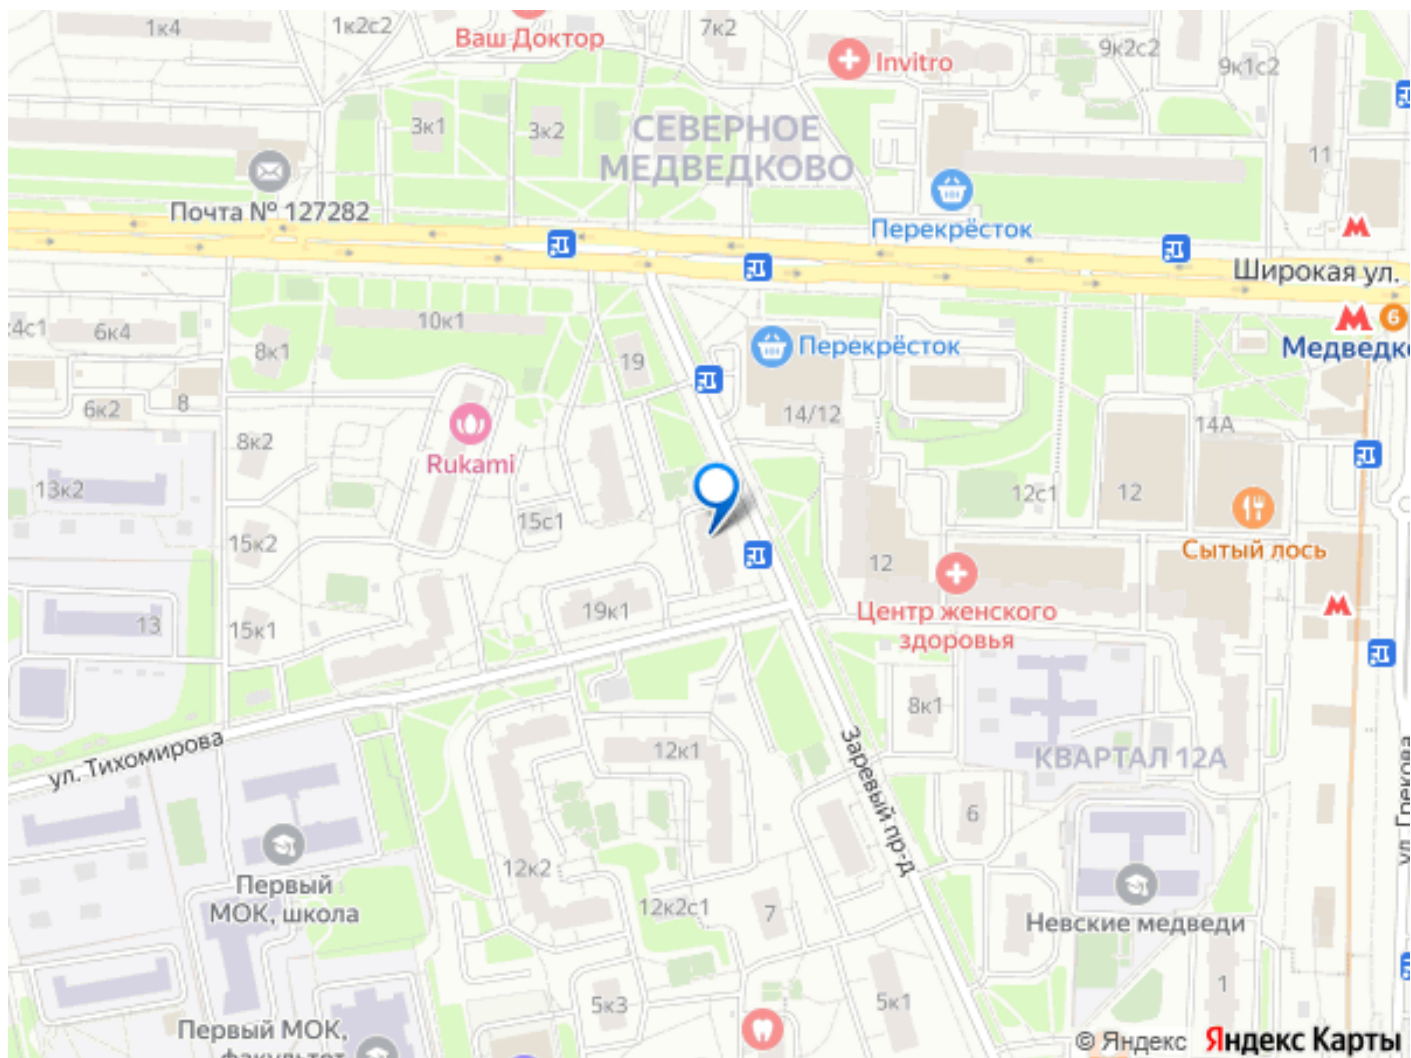 1к4
1к2с2
Ваш Доктор
7к2
Invitro
9к2с2
9к1с2
3к1
3к2
СЕВЕРНОЕ
МЕДВЕДКОВО
11
Почта № 127282
Перекрёсток
Широкая ул.
6
Медведко
4с1
6к4
8к1
10к1
19
Перекрёсток
6к2
8
14/12
14А
8к2
Rukami
13к2
15с1
12с1
12
Сытый лось
15к2
12
Центр женского
здоровья
13
15к1
19к1
8к1
ул. Тихомирова
12к1
КВАРТАЛ 12А
Заревый пр-д
ул. Грекова
6
Первый
МОК, школа
12к2
12к2с1
7
Невские медведи
5к3
5к1
1
Первый МОК,
факультет
© Яндекс Яндекс Карты